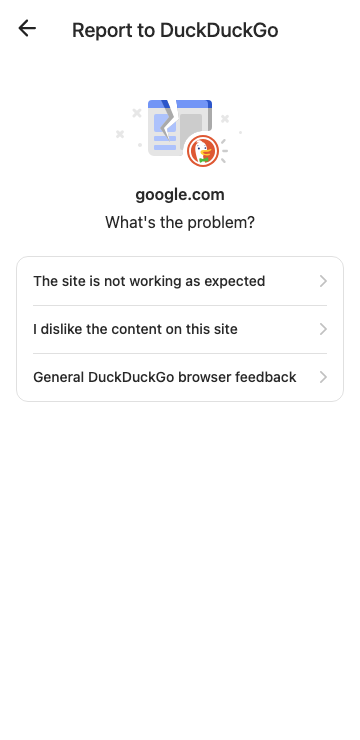 Report to DuckDuckGo
google.com
What's the problem?
The site is not working as expected
I dislike the content on this site
General DuckDuckGo browser feedback